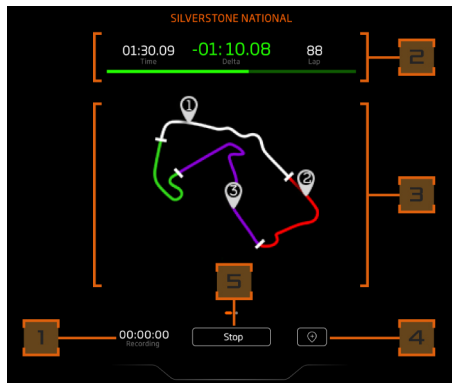 SILVERSTONE NATIONAL
01:30.09 -01:10.08 88
Time Delta Lap
2
1
2
3
3
5
1
00:00:00
Recording
Stop
4